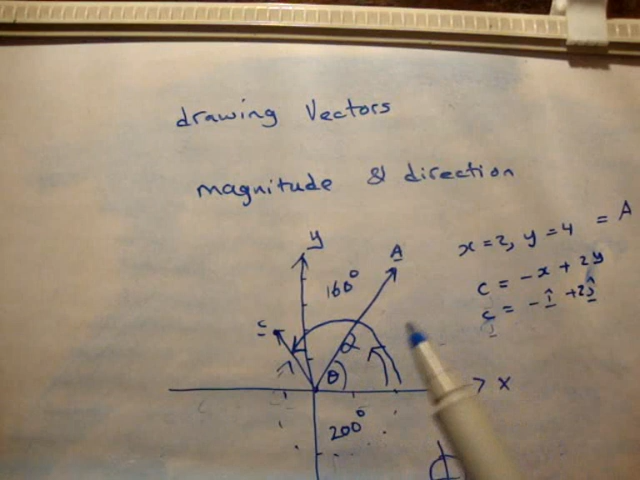 drawing Vectors
magnitude & direction
x = 2, y = 4 = A
c = -x + 2y
c = -î + 2ĵ
y
A
160°
c
α
θ
x
200°